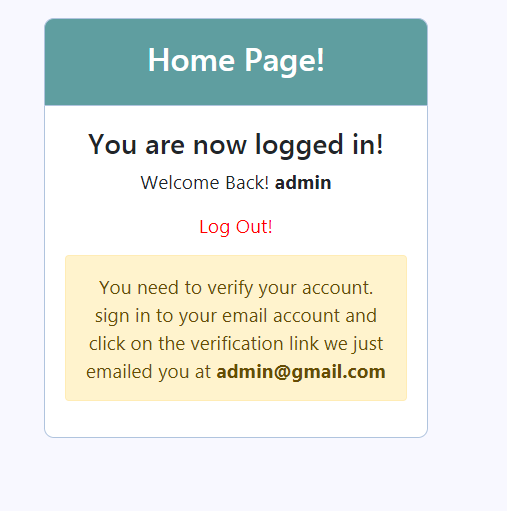 Home Page!
You are now logged in!
Welcome Back! admin
Log Out!
You need to verify your account.
sign in to your email account and
click on the verification link we just
emailed you at admin@gmail.com